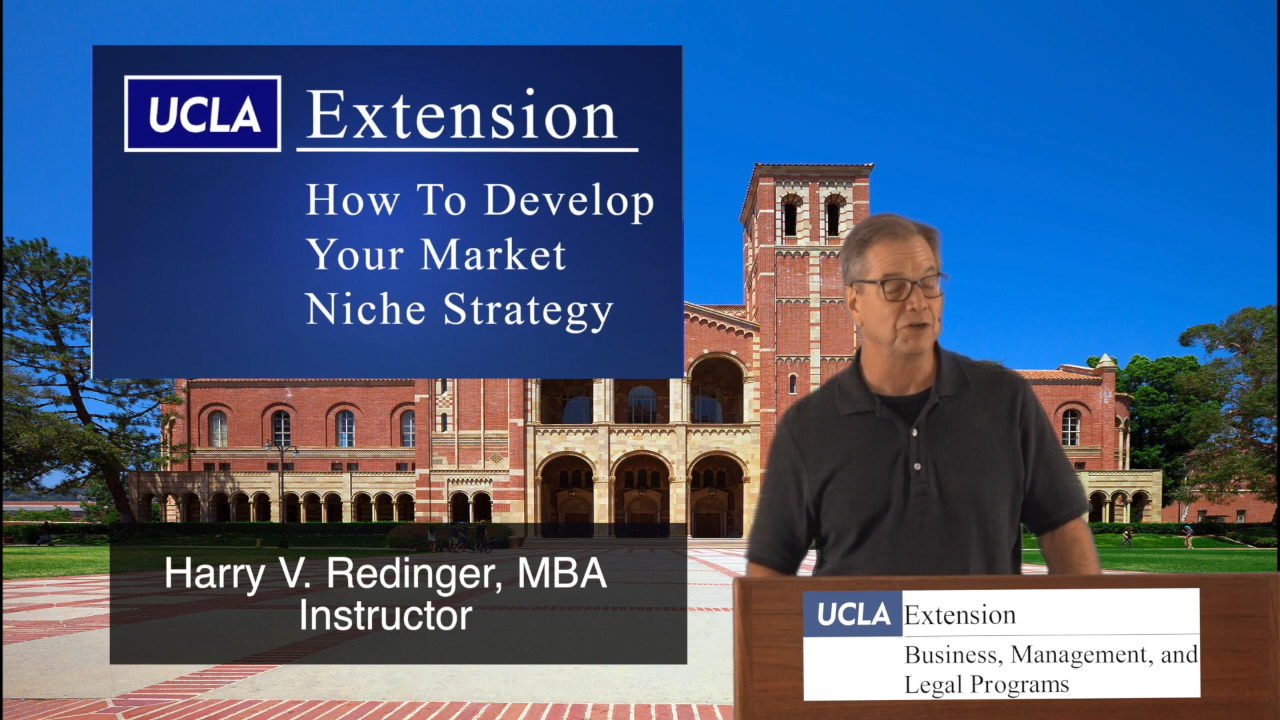 UCLA Extension
How To Develop
Your Market
Niche Strategy
Harry V. Redinger, MBA
Instructor
UCLA Extension
Business, Management, and
Legal Programs